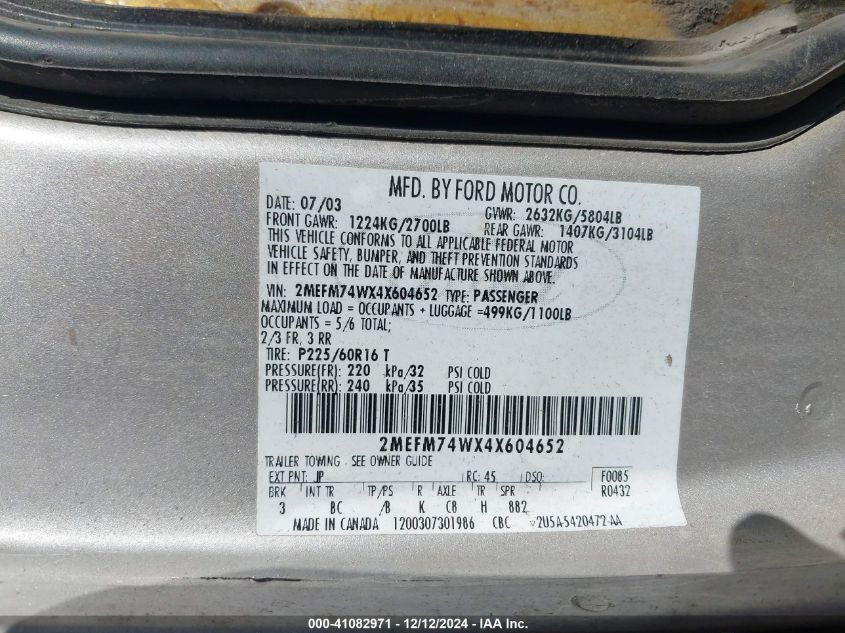 MFD. BY FORD MOTOR CO.
DATE: 07/03 GVWR: 2632KG/5804LB
FRONT GAWR: 1224KG/2700LB REAR GAWR: 1407KG/3104LB
THIS VEHICLE CONFORMS TO ALL APPLICABLE FEDERAL MOTOR
VEHICLE SAFETY, BUMPER, AND THEFT PREVENTION STANDARDS
IN EFFECT ON THE DATE OF MANUFACTURE SHOWN ABOVE.
VIN: 2MEFM74WX4X604652 TYPE: PASSENGER
MAXIMUM LOAD = OCCUPANTS + LUGGAGE =499KG/1100LB
OCCUPANTS = 5/6 TOTAL;
2/3 FR, 3 RR
TIRE: P225/60R16 T
PRESSURE(FR): 220 kPa/32 PSI COLD
PRESSURE(RR): 240 kPa/35 PSI COLD
2MEFM74WX4X604652
TRAILER TOWING - SEE OWNER GUIDE
EXT PNT: JP RC: 45 DSO: F0085
BRK INT TR TP/PS R AXLE TR SPR R0432
3 BC /B K C8 H 882
MADE IN CANADA 1200307301986 CBC v2U5A-5420472-AA
000-41082971 - 12/12/2024 - IAA Inc.